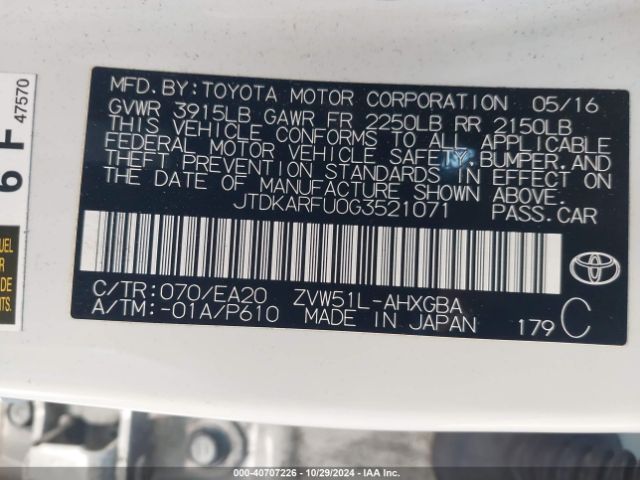 MFD.BY:TOYOTA MOTOR CORPORATION 05/16
GVWR 3915LB GAWR FR 2250LB RR 2150LB
THIS VEHICLE CONFORMS TO ALL APPLICABLE
FEDERAL MOTOR VEHICLE SAFETY,BUMPER,AND
THEFT PREVENTION STANDARDS IN EFFECT ON
THE DATE OF MANUFACTURE SHOWN ABOVE.
JTDKARFU0G3521071 PASS.CAR
C/TR:070/EA20 ZVW51L-AHXGBA
A/TM:-01A/P610 MADE IN JAPAN 179 C
TOYOTA
6 F 47570
UEL
000-40707226 - 10/29/2024 - IAA Inc.